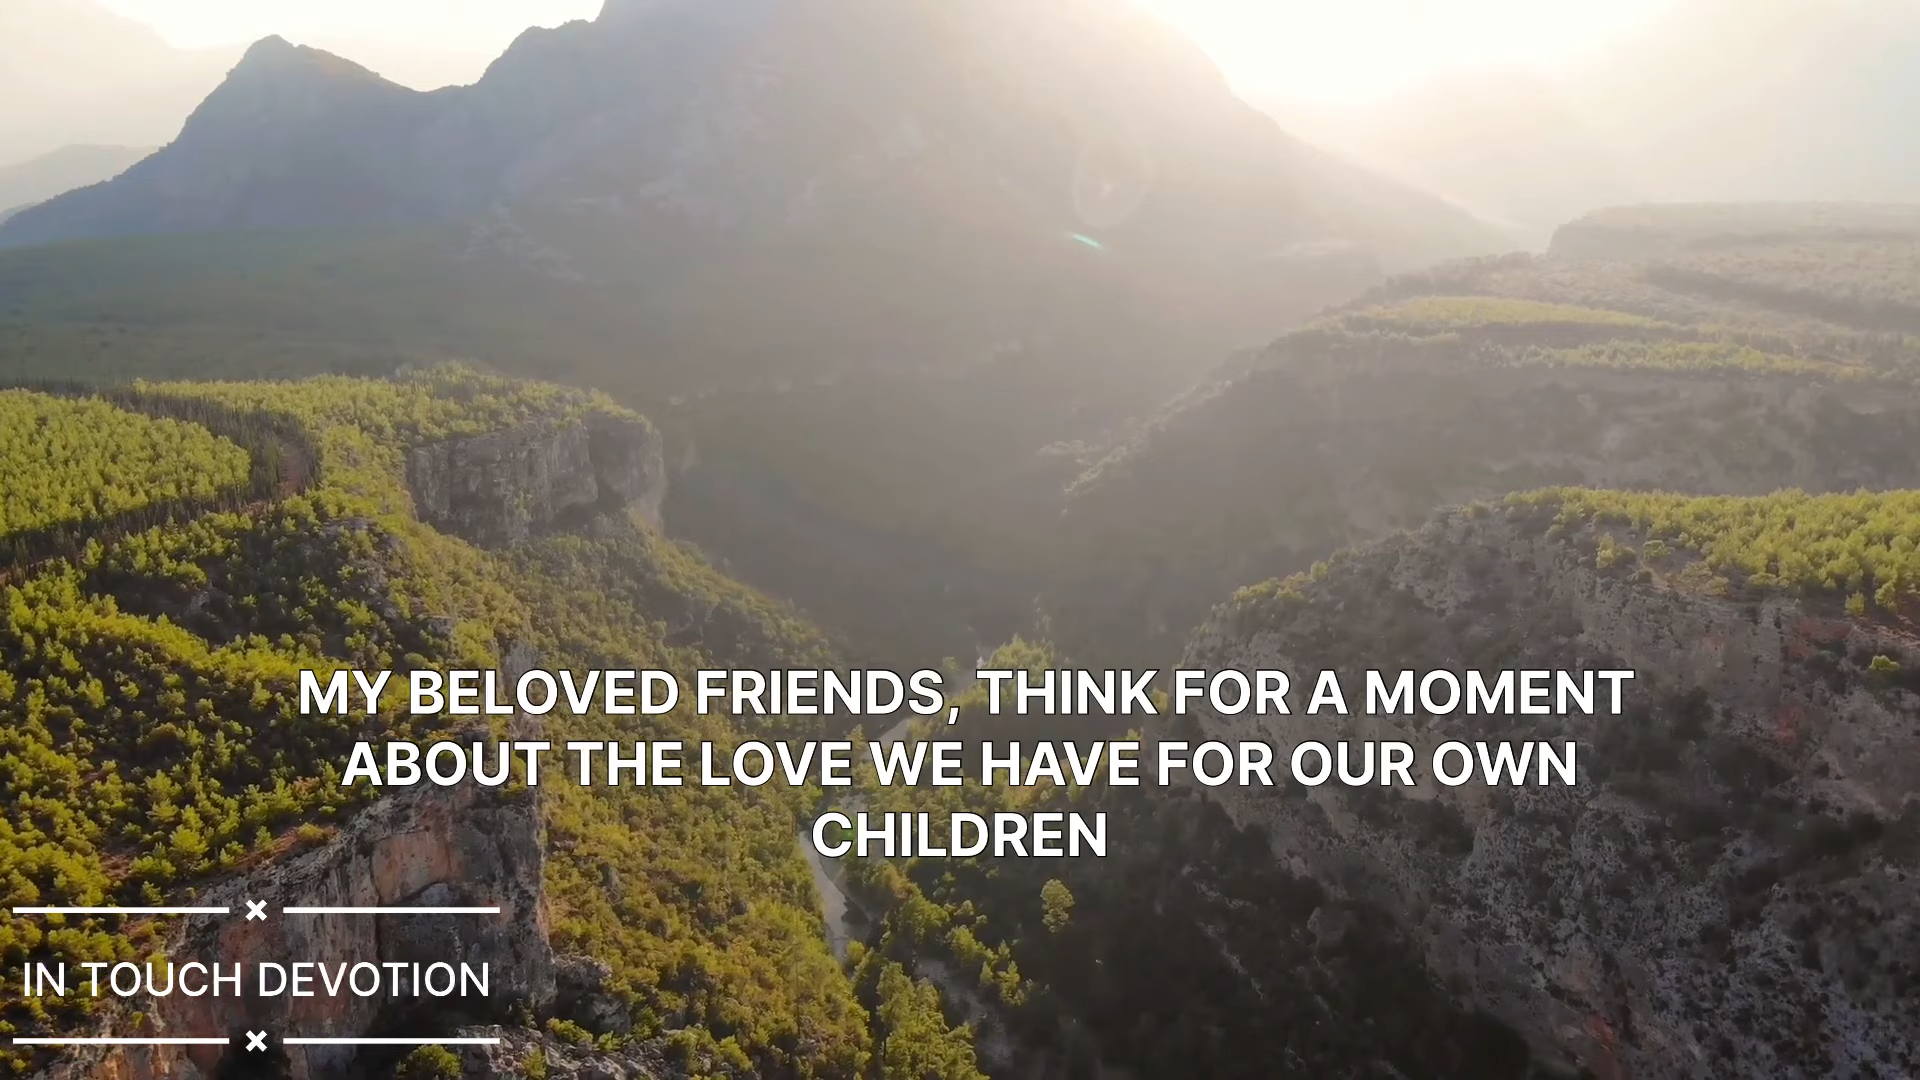 MY BELOVED FRIENDS, THINK FOR A MOMENT
ABOUT THE LOVE WE HAVE FOR OUR OWN
CHILDREN
IN TOUCH DEVOTION